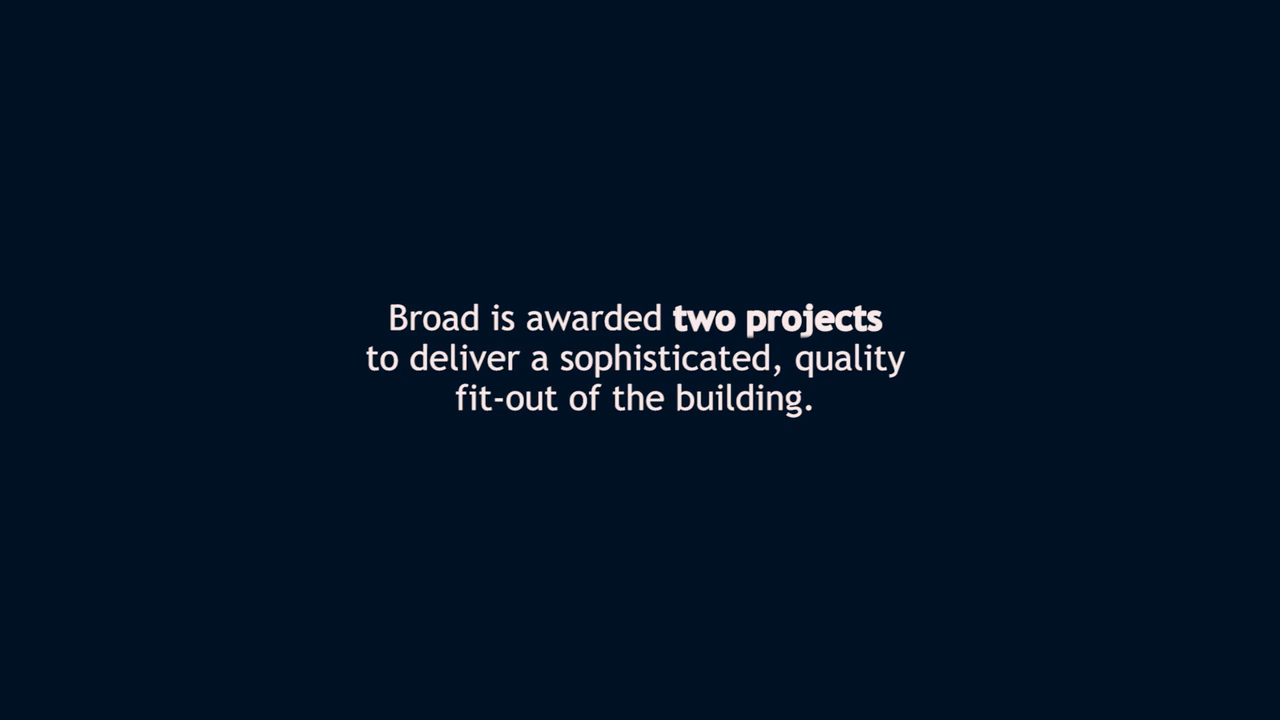 Broad is awarded two projects
to deliver a sophisticated, quality
fit-out of the building.